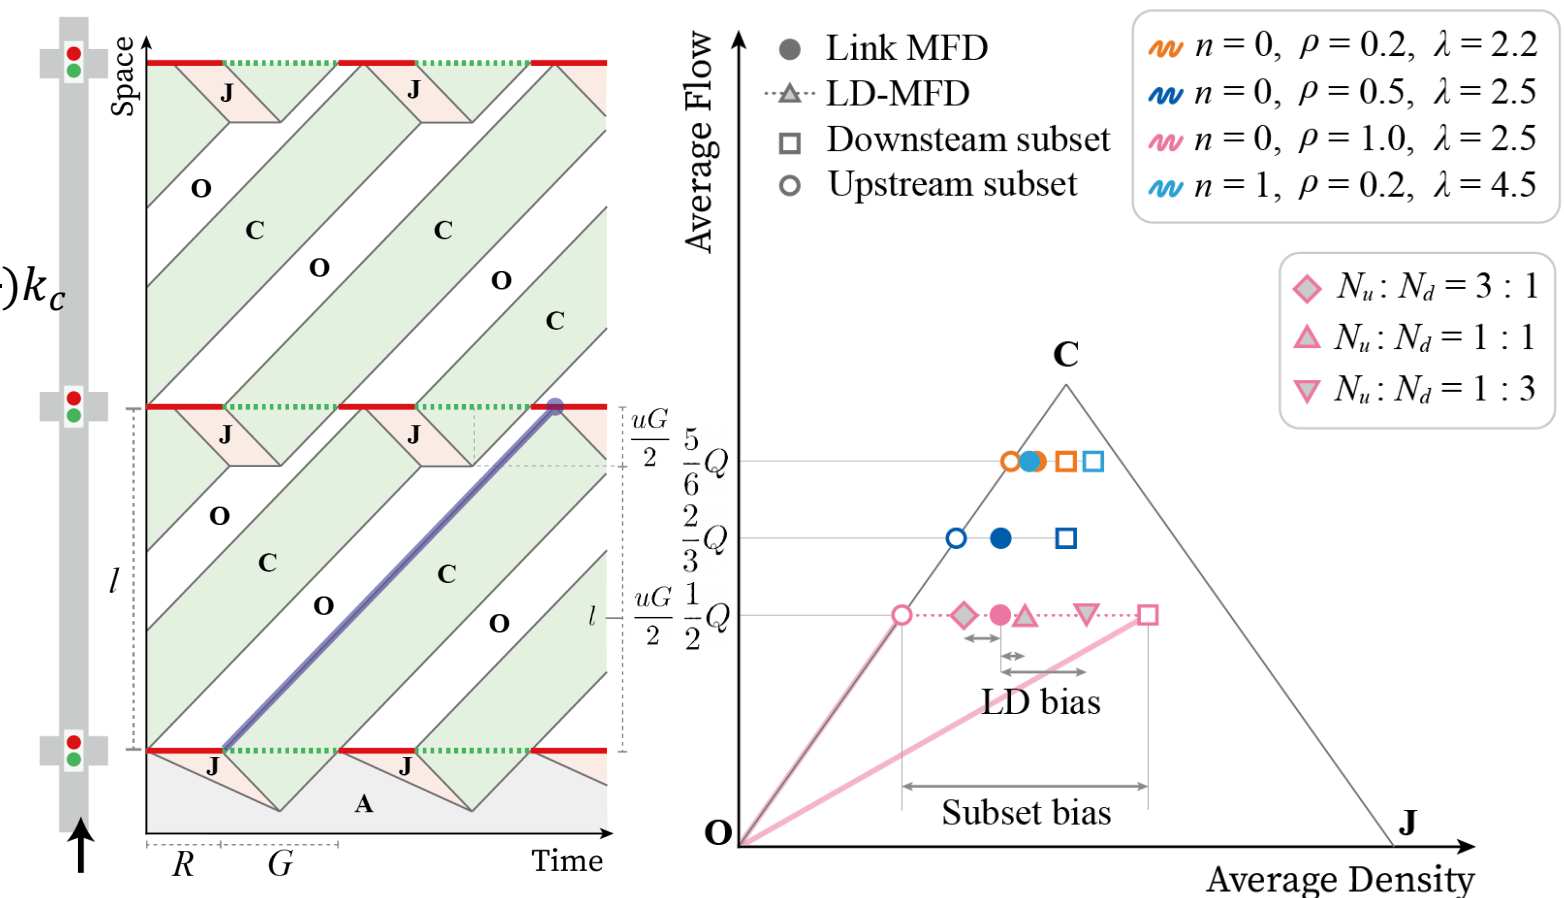 Space
J
J
O
C
C
O
O
C
)k_c
J
J
O
C
O
C
O
l
uG/2
l
uG/2
J
J
A
R
G
Time
Average Flow
Link MFD
LD-MFD
Downsteam subset
Upstream subset
n = 0, ρ = 0.2, λ = 2.2
n = 0, ρ = 0.5, λ = 2.5
n = 0, ρ = 1.0, λ = 2.5
n = 1, ρ = 0.2, λ = 4.5
N_u : N_d = 3 : 1
N_u : N_d = 1 : 1
N_u : N_d = 1 : 3
C
5/6 Q
2/3 Q
1/2 Q
LD bias
Subset bias
O
J
Average Density